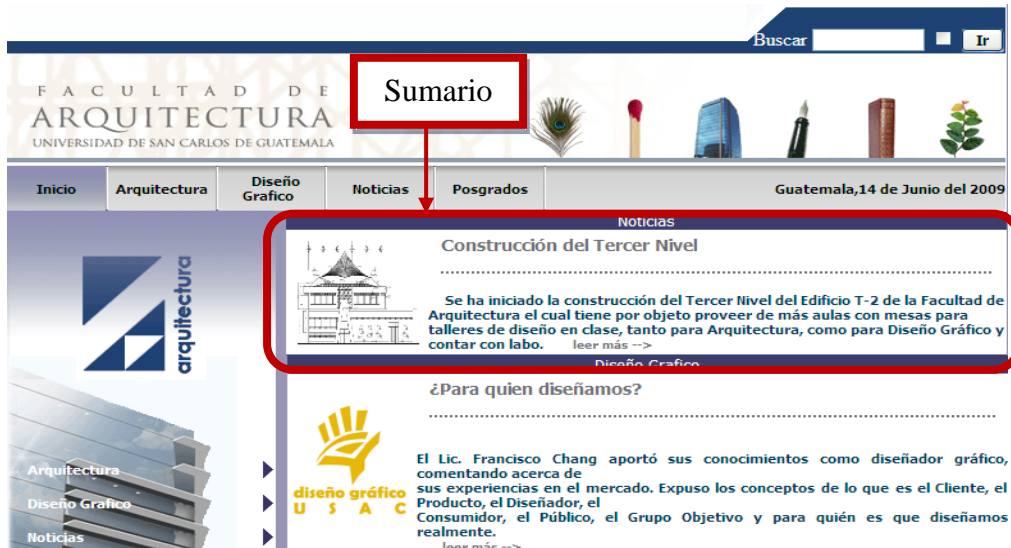 Buscar Ir
Sumario
FACULTAD DE
ARQUITECTURA
UNIVERSIDAD DE SAN CARLOS DE GUATEMALA
Inicio Arquitectura Diseño Grafico Noticias Posgrados Guatemala,14 de Junio del 2009
Noticias
arquitectura
Construcción del Tercer Nivel
Se ha iniciado la construcción del Tercer Nivel del Edificio T-2 de la Facultad de
Arquitectura el cual tiene por objeto proveer de más aulas con mesas para
talleres de diseño en clase, tanto para Arquitectura, como para Diseño Gráfico y
contar con labo. leer más -->
Diseño Grafico
¿Para quien diseñamos?
diseño gráfico
USAC
El Lic. Francisco Chang aportó sus conocimientos como diseñador gráfico,
comentando acerca de
sus experiencias en el mercado. Expuso los conceptos de lo que es el Cliente, el
Producto, el Diseñador, el
Consumidor, el Público, el Grupo Objetivo y para quién es que diseñamos
realmente.
leer más -->
Arquitectura
Diseño Grafico
Noticias